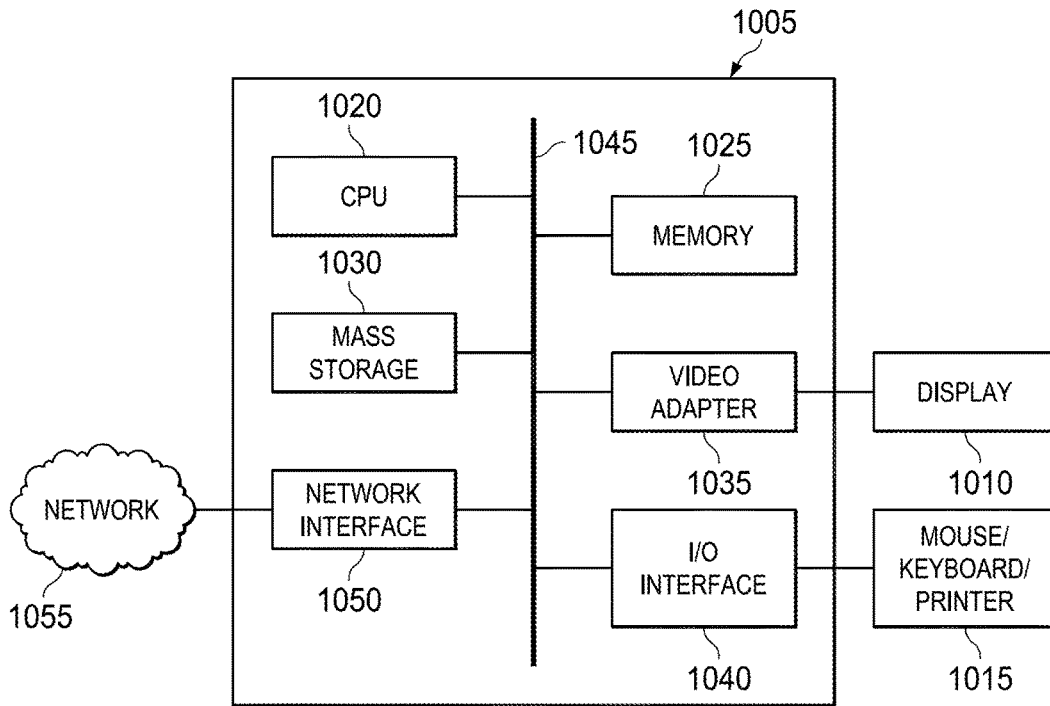 1005
1020
CPU
1045
1025
MEMORY
1030
MASS
STORAGE
VIDEO
ADAPTER
1035
DISPLAY
1010
NETWORK
1055
NETWORK
INTERFACE
1050
I/O
INTERFACE
1040
MOUSE/
KEYBOARD/
PRINTER
1015